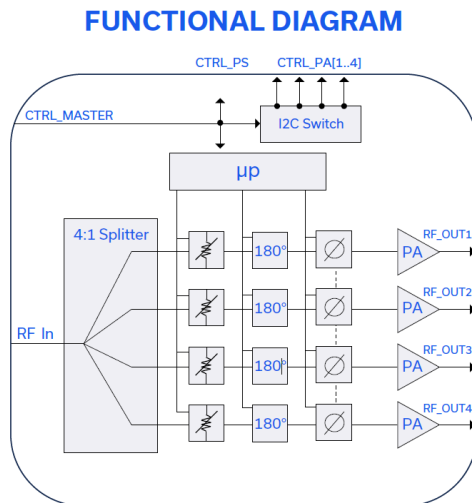 FUNCTIONAL DIAGRAM
CTRL_PS
CTRL_PA[1..4]
CTRL_MASTER
I2C Switch
µp
4:1 Splitter
RF In
180°
PA
RF_OUT1
180°
PA
RF_OUT2
180°
PA
RF_OUT3
180°
PA
RF_OUT4